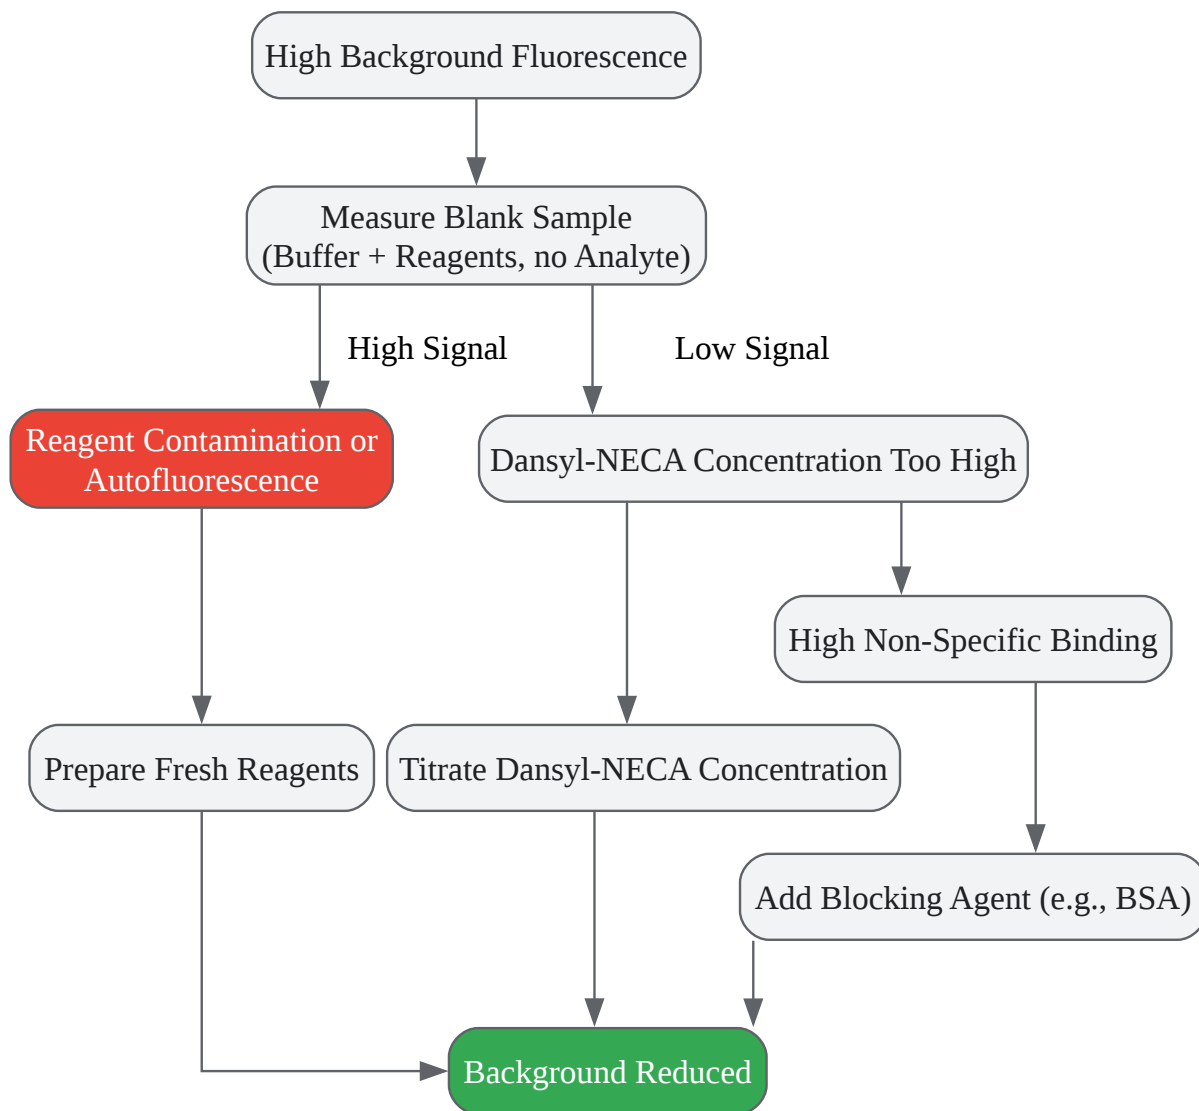 High Background Fluorescence
Measure Blank Sample
(Buffer + Reagents, no Analyte)
High Signal
Low Signal
Reagent Contamination or
Autofluorescence
Dansyl-NECA Concentration Too High
High Non-Specific Binding
Prepare Fresh Reagents
Titrate Dansyl-NECA Concentration
Add Blocking Agent (e.g., BSA)
Background Reduced